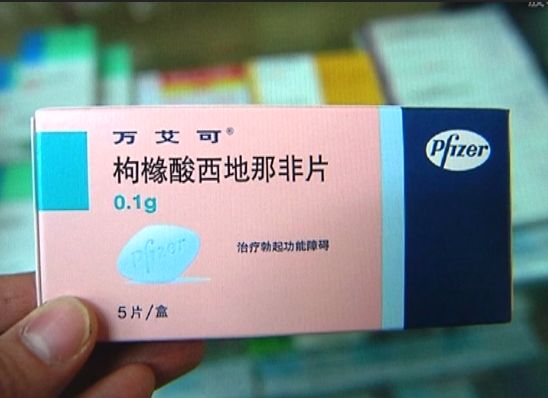 万艾可®
枸橼酸西地那非片
0.1g
Pfizer
Pfizer
治疗勃起功能障碍
5片/盒